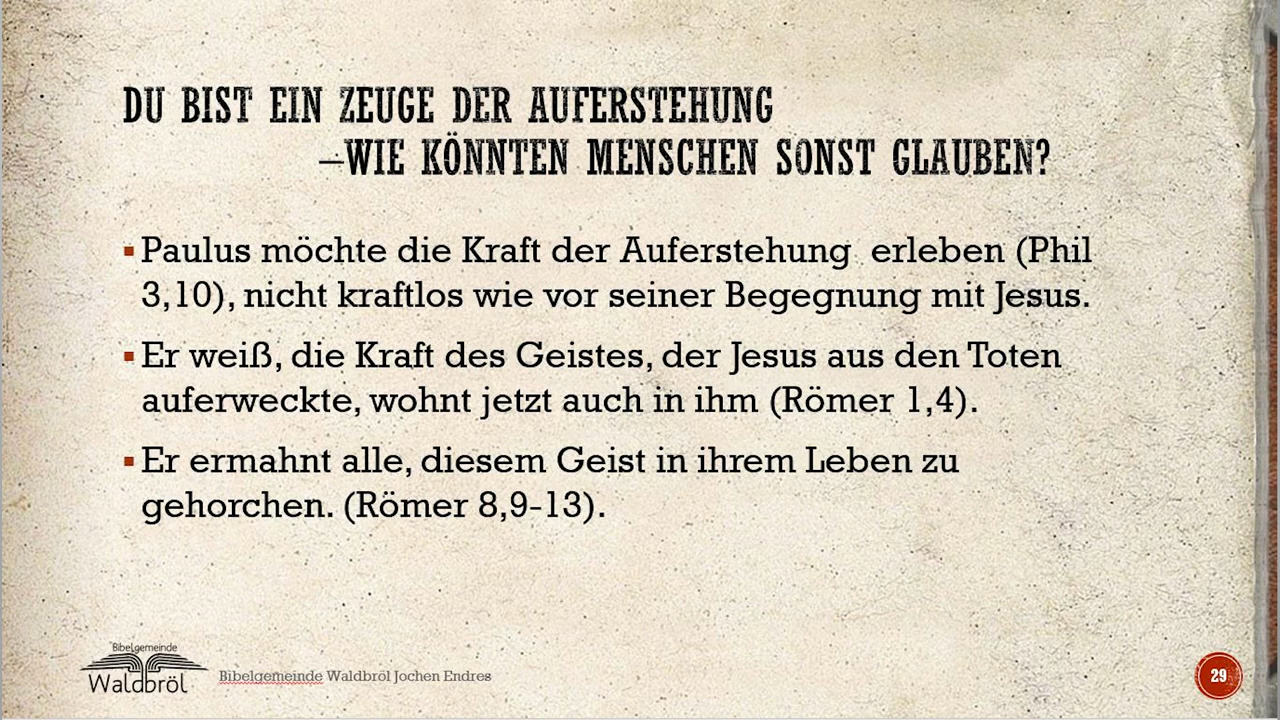 DU BIST EIN ZEUGE DER AUFERSTEHUNG
–WIE KÖNNTEN MENSCHEN SONST GLAUBEN?
▪ Paulus möchte die Kraft der Auferstehung  erleben (Phil
3,10), nicht kraftlos wie vor seiner Begegnung mit Jesus.
▪ Er weiß, die Kraft des Geistes, der Jesus aus den Toten
auferweckte, wohnt jetzt auch in ihm (Römer 1,4).
▪ Er ermahnt alle, diesem Geist in ihrem Leben zu
gehorchen. (Römer 8,9-13).
Bibelgemeinde
Waldbröl
Bibelgemeinde Waldbröl Jochen Endres
29